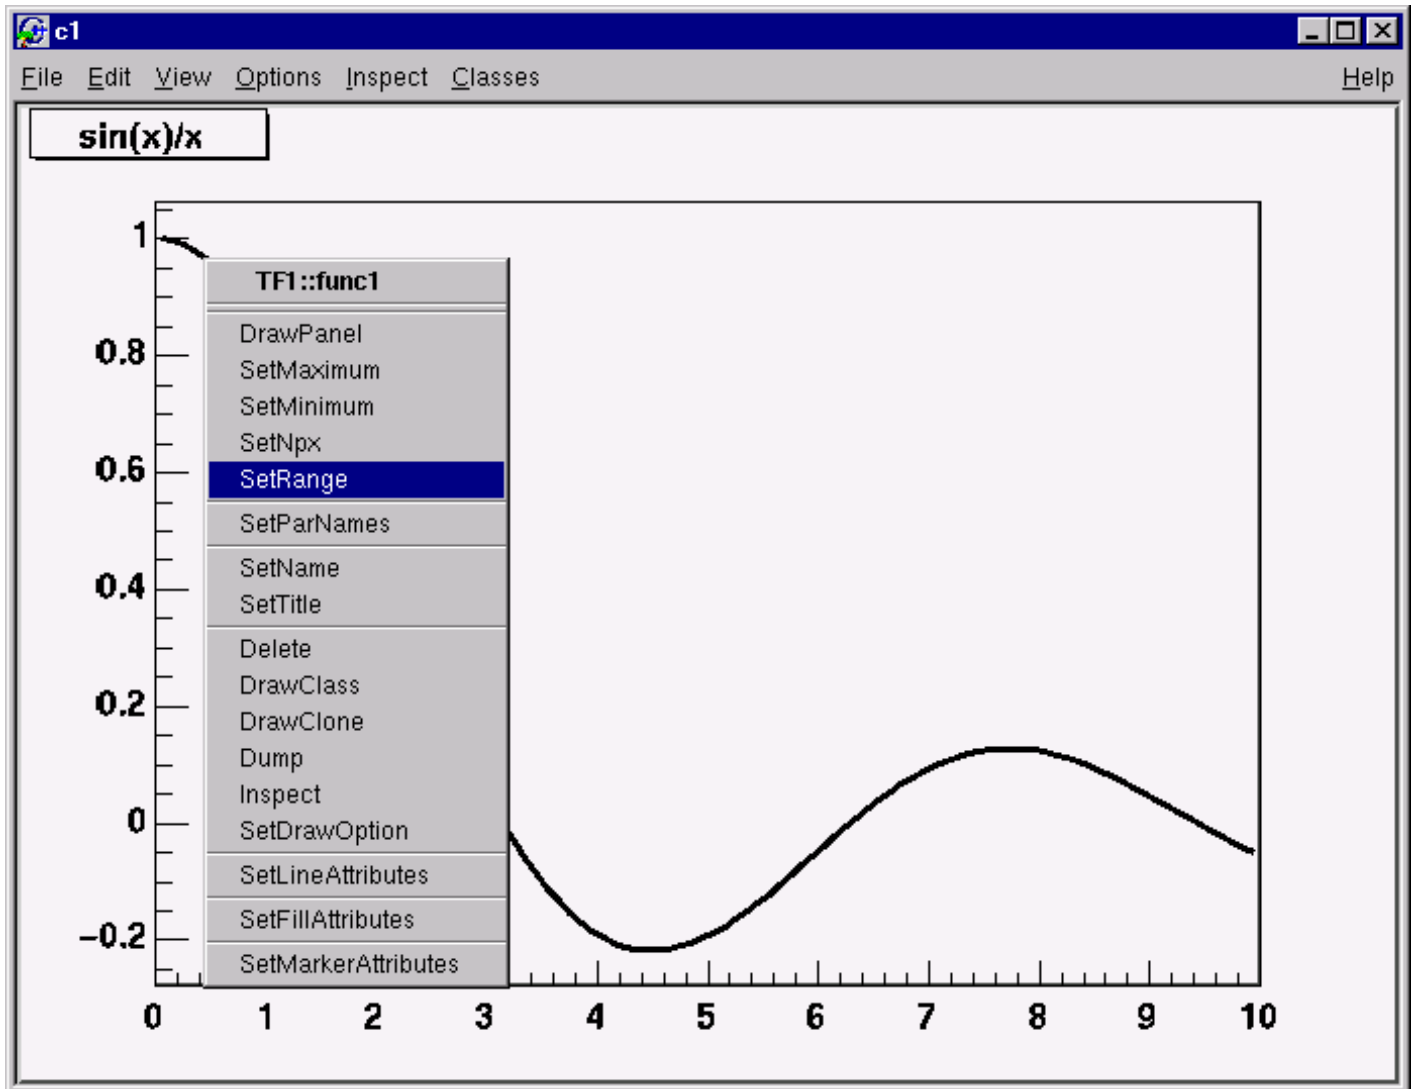 c1
File Edit View Options Inspect Classes Help
sin(x)/x
1
0.8
0.6
0.4
0.2
0
−0.2
TF1::func1
DrawPanel
SetMaximum
SetMinimum
SetNpx
SetRange
SetParNames
SetName
SetTitle
Delete
DrawClass
DrawClone
Dump
Inspect
SetDrawOption
SetLineAttributes
SetFillAttributes
SetMarkerAttributes
0 1 2 3 4 5 6 7 8 9 10